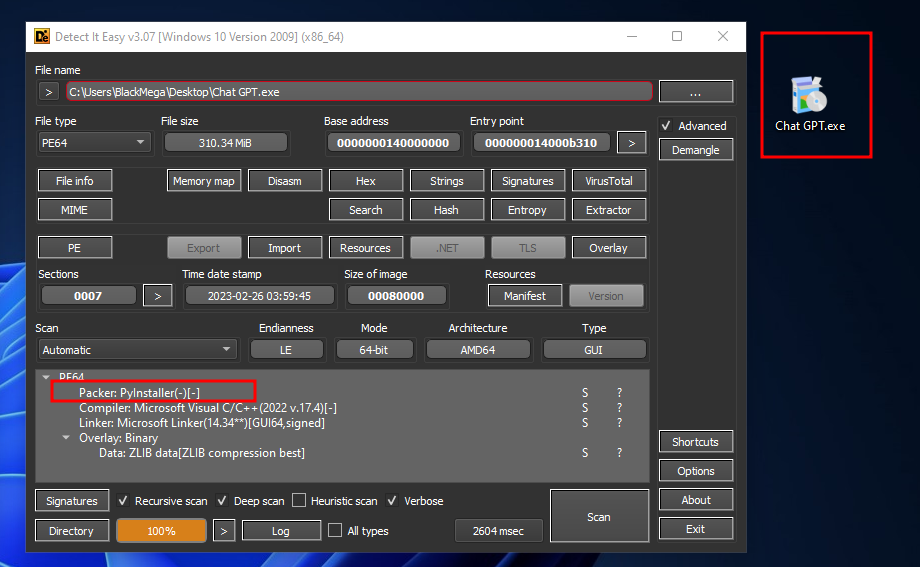 Detect It Easy v3.07 [Windows 10 Version 2009] (x86_64)
File name
> C:\Users\BlackMega\Desktop\Chat GPT.exe ...
File type File size Base address Entry point Advanced
PE64 310.34 MiB 0000000140000000 000000014000b310 > Demangle
File info Memory map Disasm Hex Strings Signatures VirusTotal
MIME Search Hash Entropy Extractor
PE Export Import Resources .NET TLS Overlay
Sections Time date stamp Size of image Resources
0007 > 2023-02-26 03:59:45 00080000 Manifest Version
Scan Endianness Mode Architecture Type
Automatic LE 64-bit AMD64 GUI
PE64
Packer: PyInstaller(-)[-] S ?
Compiler: Microsoft Visual C/C++(2022 v.17.4)[-] S ?
Linker: Microsoft Linker(14.34**)[GUI64,signed] S ?
Overlay: Binary
Data: ZLIB data[ZLIB compression best] S ?
Shortcuts
Options
Signatures Recursive scan Deep scan Heuristic scan Verbose Scan About
Directory 100% > Log All types 2604 msec Exit
Chat GPT.exe